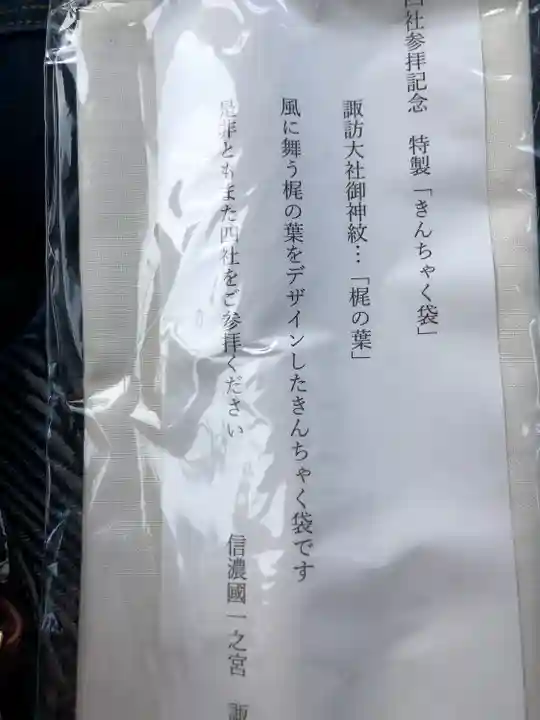 四社参拝記念　特製「きんちゃく袋」
諏訪大社御神紋…「梶の葉」
風に舞う梶の葉をデザインしたきんちゃく袋です
是非ともまた四社をご参拝ください
信濃國一之宮　諏